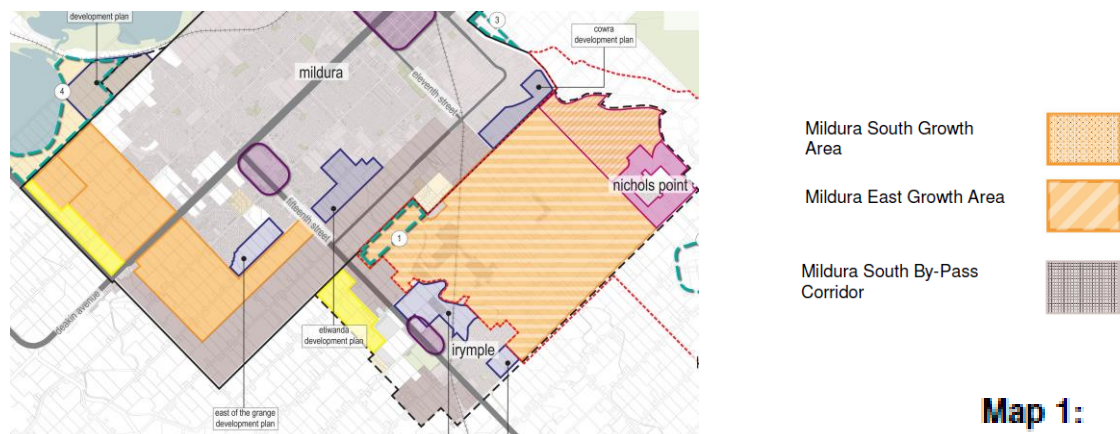 development plan
3
cowra
development plan
mildura
4
eleventh street
nichols point
fifteenth street
1
deakin avenue
etiwanda
development plan
irymple
east of the grange
development plan
Mildura South Growth
Area
Mildura East Growth Area
Mildura South By-Pass
Corridor
Map 1: